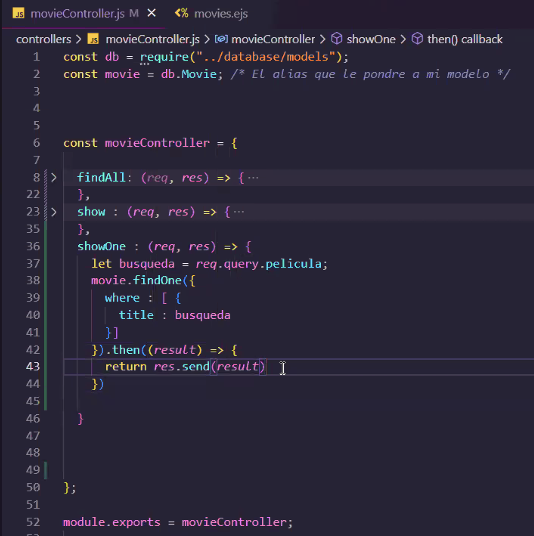 movieController.js M X movies.ejs
controllers > movieController.js > movieController > showOne > then() callback
1 const db = require("../database/models");
2 const movie = db.Movie; /* El alias que le pondre a mi modelo */
3
4
5
6 const movieController = {
7
8 findAll: (req, res) => { ...
22 },
23 show : (req, res) => { ...
35 },
36 showOne : (req, res) => {
37 let busqueda = req.query.pelicula;
38 movie.findOne({
39 where : [ {
40 title : busqueda
41 }]
42 }).then((result) => {
43 return res.send(result)
44 })
45
46 }
47
48
49
50 };
51
52 module.exports = movieController;